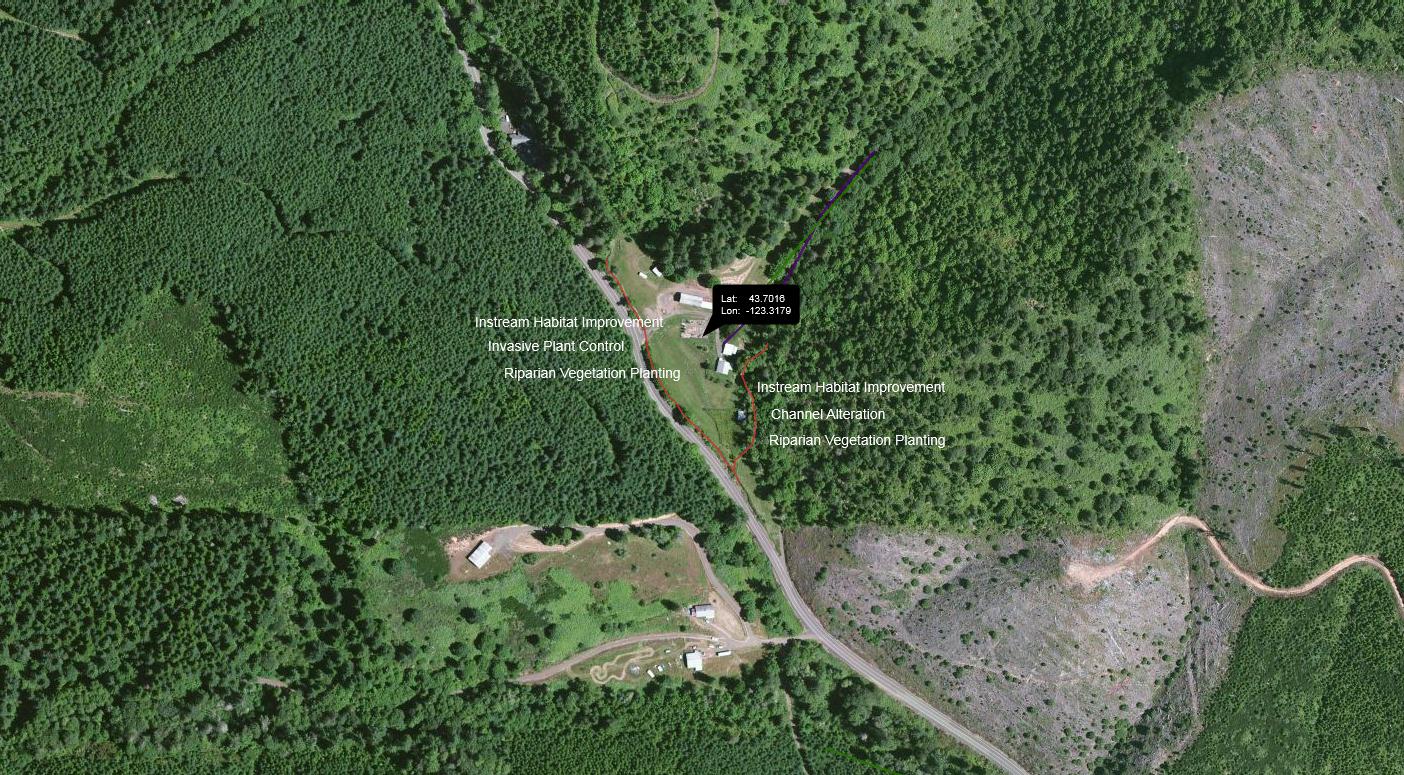 Lat: 43.7016
Lon: -123.3179
Instream Habitat Improvement
Invasive Plant Control
Riparian Vegetation Planting
Instream Habitat Improvement
Channel Alteration
Riparian Vegetation Planting